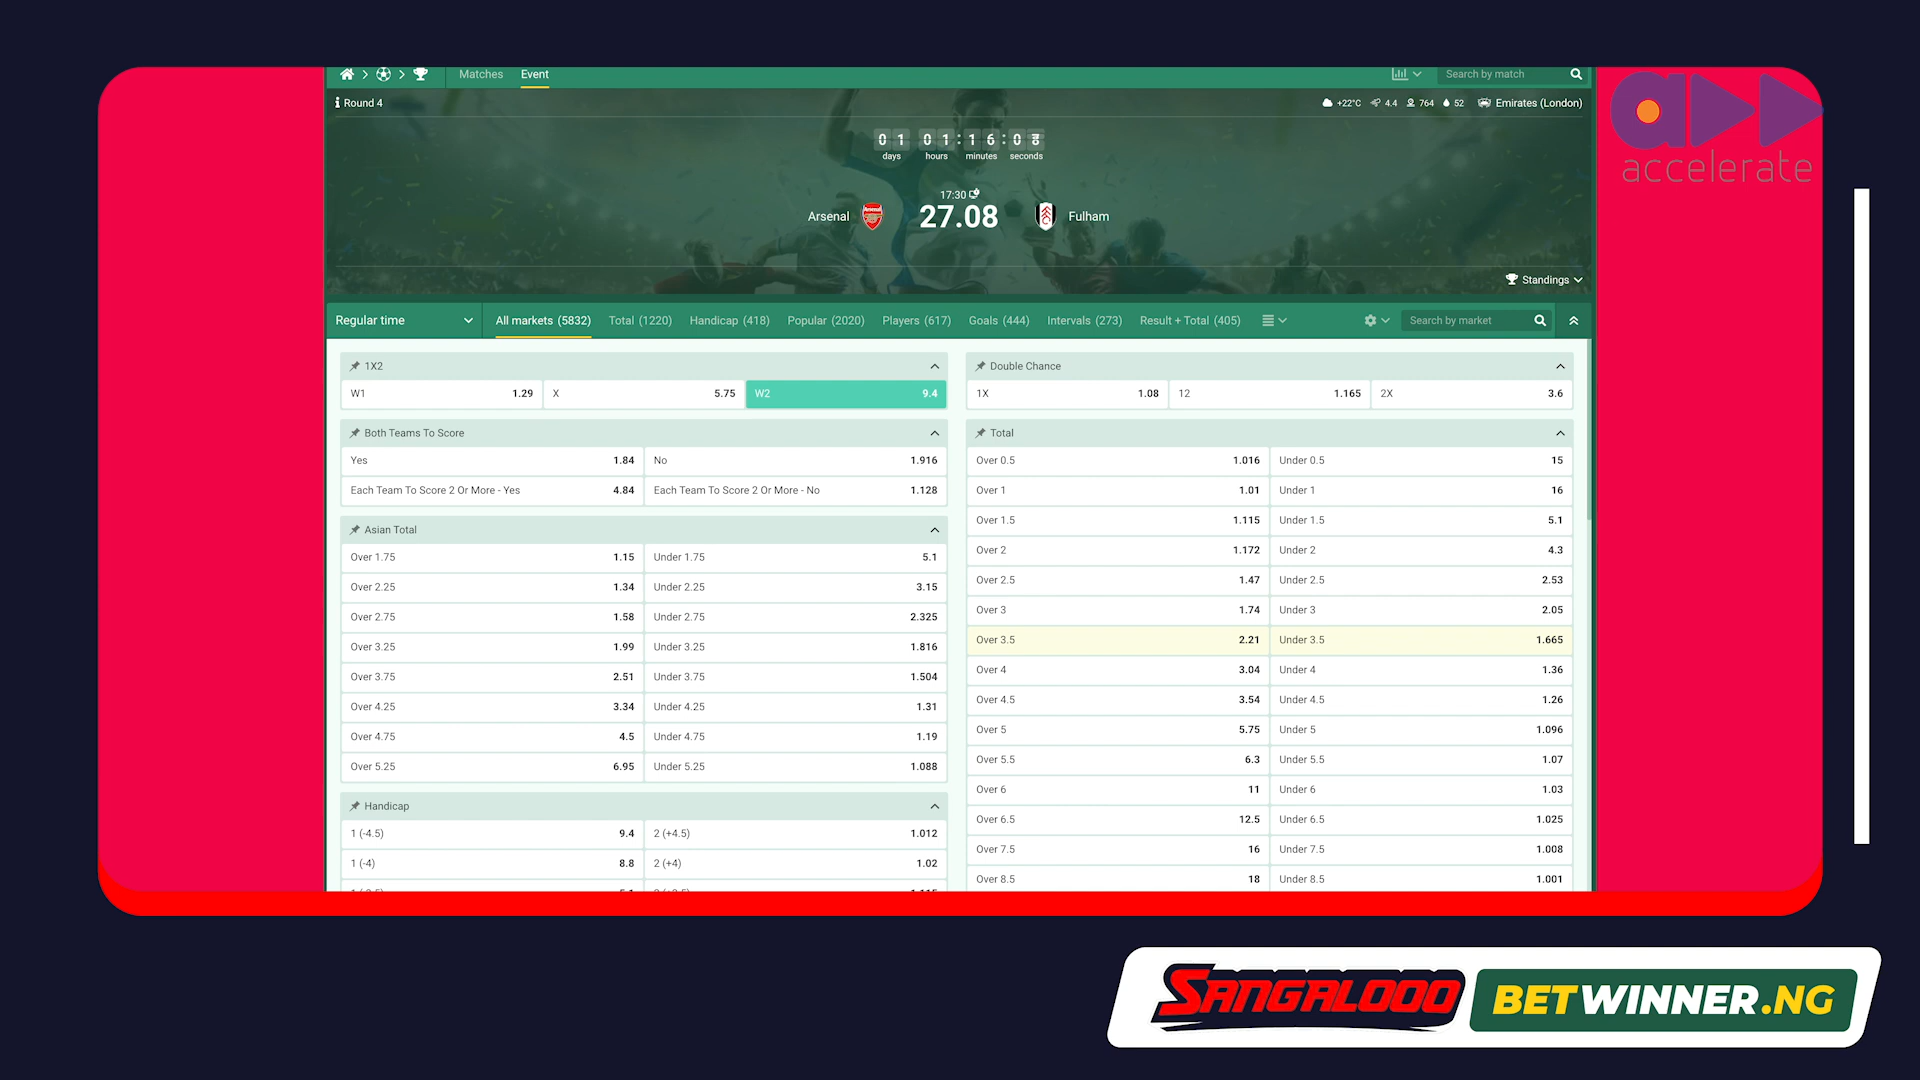 Matches Event Search by match
Round 4 +22°C 4.4 764 52 Emirates (London)
accelerate
01 : 16
days hours minutes seconds
17:30
Arsenal 27.08 Fulham
Standings
Regular time All markets (5832) Total (1220) Handicap (418) Popular (2020) Players (617) Goals (444) Intervals (273) Result + Total (405) Search by market
1X2
W1 1.29 X 5.75 W2 9.4
Both Teams To Score
Yes 1.84 No 1.916
Each Team To Score 2 Or More - Yes 4.84 Each Team To Score 2 Or More - No 1.128
Asian Total
Over 1.75 1.15 Under 1.75 5.1
Over 2.25 1.34 Under 2.25 3.15
Over 2.75 1.58 Under 2.75 2.325
Over 3.25 1.99 Under 3.25 1.816
Over 3.75 2.51 Under 3.75 1.504
Over 4.25 3.34 Under 4.25 1.31
Over 4.75 4.5 Under 4.75 1.19
Over 5.25 6.95 Under 5.25 1.088
Handicap
1 (-4.5) 9.4 2 (+4.5) 1.012
1 (-4) 8.8 2 (+4) 1.02
Double Chance
1X 1.08 12 1.165 2X 3.6
Total
Over 0.5 1.016 Under 0.5 15
Over 1 1.01 Under 1 16
Over 1.5 1.115 Under 1.5 5.1
Over 2 1.172 Under 2 4.3
Over 2.5 1.47 Under 2.5 2.53
Over 3 1.74 Under 3 2.05
Over 3.5 2.21 Under 3.5 1.665
Over 4 3.04 Under 4 1.36
Over 4.5 3.54 Under 4.5 1.26
Over 5 5.75 Under 5 1.096
Over 5.5 6.3 Under 5.5 1.07
Over 6 11 Under 6 1.03
Over 6.5 12.5 Under 6.5 1.025
Over 7.5 16 Under 7.5 1.008
Over 8.5 18 Under 8.5 1.001
SANGALOOO BETWINNER.NG